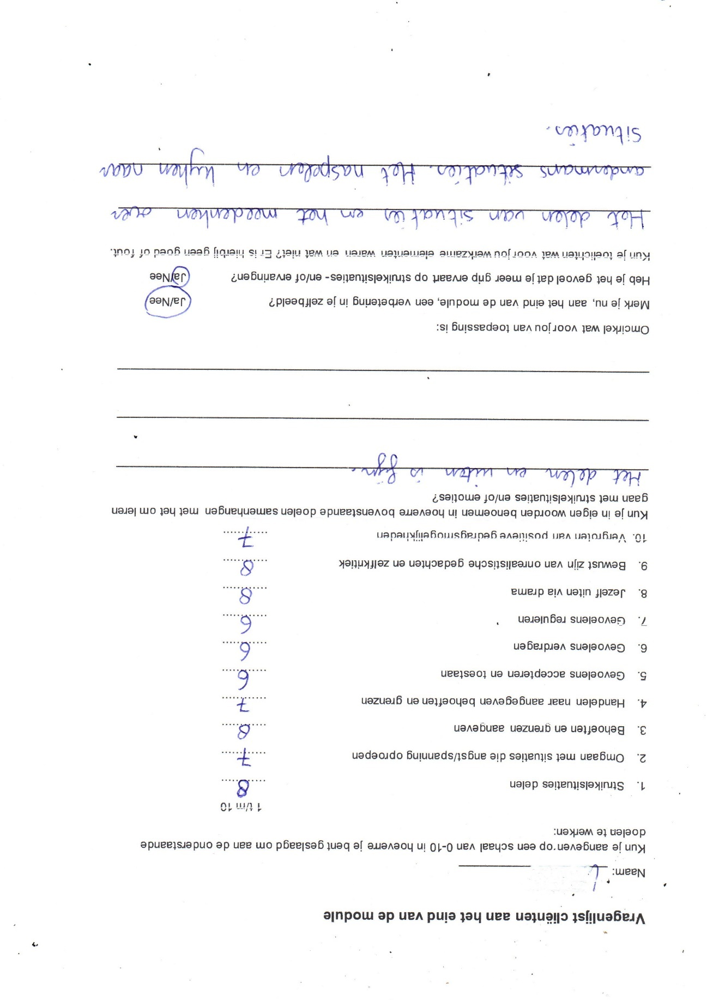 Vragenlijst cliënten aan het eind van de module
Naam:
Kun je aangeven op een schaal van 0-10 in hoeverre je bent geslaagd om aan de onderstaande
doelen te werken:
1 t/m 10
1. Struikelsituaties delen 8
2. Omgaan met situaties die angst/spanning oproepen 7
3. Behoeften en grenzen aangeven 8
4. Handelen naar aangegeven behoeften en grenzen 7
5. Gevoelens accepteren en toestaan 6
6. Gevoelens verdragen 6
7. Gevoelens reguleren 6
8. Jezelf uiten via drama 8
9. Bewust zijn van onrealistische gedachten en zelfkritiek 8
10. Vergroten van positieve gedragsmogelijkheden 7
Kun je in eigen woorden benoemen in hoeverre bovenstaande doelen samenhangen met het om leren
gaan met struikelsituaties en/of emoties?
Het delen en uiten is fijn.
Omcirkel wat voor jou van toepassing is:
Merk je nu, aan het eind van de module, een verbetering in je zelfbeeld? Ja/Nee
Heb je het gevoel dat je meer grip ervaart op struikelsituaties- en/of ervaringen? Ja/Nee
Kun je toelichten wat voor jou werkzame elementen waren en wat niet? Er is hierbij geen goed of fout.
Het delen van situaties en het meedenken over
andermans situaties. Het naspelen en kijken naar
situaties.